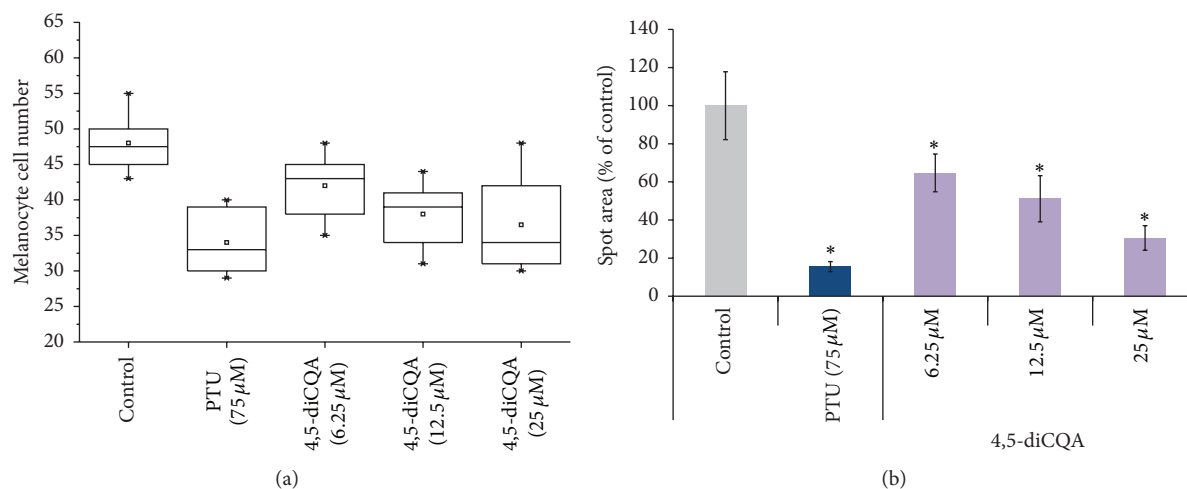 Melanocyte cell number
65
60
55
50
45
40
35
30
25
20
Control
PTU
(75 μM)
4,5-diCQA
(6.25 μM)
4,5-diCQA
(12.5 μM)
4,5-diCQA
(25 μM)
(a)
Spot area (% of control)
140
120
100
80
60
40
20
0
*
*
*
*
Control
PTU (75 μM)
6.25 μM
12.5 μM
25 μM
4,5-diCQA
(b)